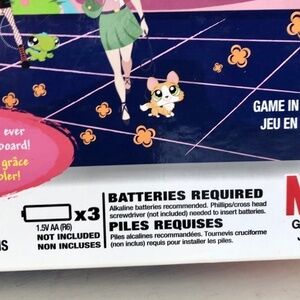 GAME IN
JEU EN
ever
board!
grâce
bler!
x3
1.5V AA (R6)
NOT INCLUDED
NON INCLUSES
BATTERIES REQUIRED
Alkaline batteries recommended. Phillips/cross head
screwdriver (not included) needed to insert batteries.
PILES REQUISES
Piles alcalines recommandées. Tournevis cruciforme
(non inclus) requis pour installer les piles.
M
G
J